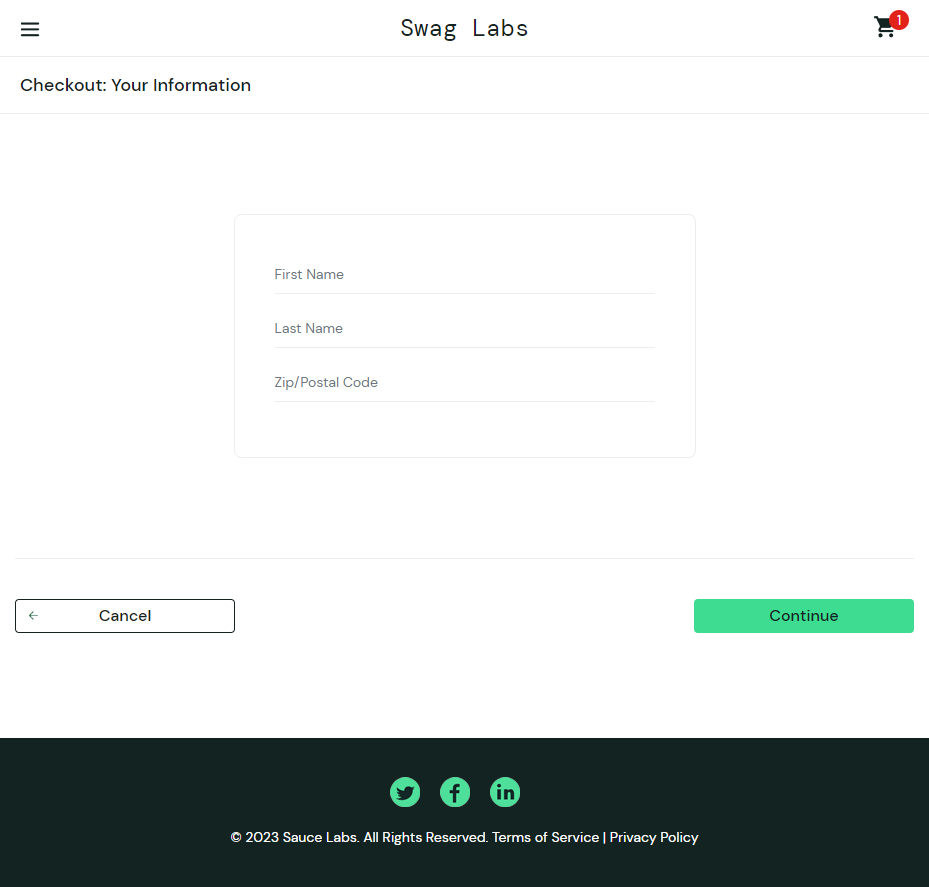 Swag Labs
1
Checkout: Your Information
First Name
Last Name
Zip/Postal Code
Cancel
Continue
© 2023 Sauce Labs. All Rights Reserved. Terms of Service | Privacy Policy